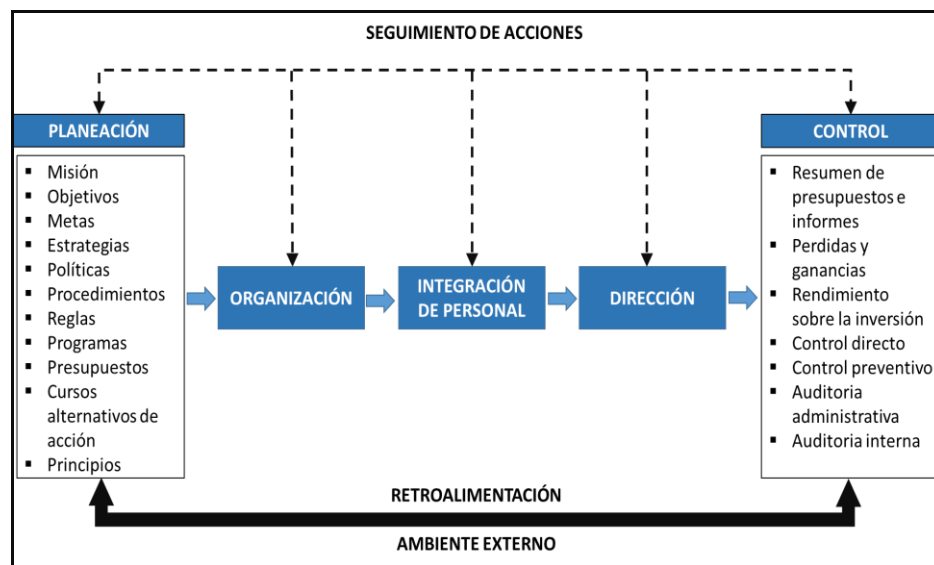 SEGUIMIENTO DE ACCIONES
PLANEACIÓN
▪ Misión
▪ Objetivos
▪ Metas
▪ Estrategias
▪ Políticas
▪ Procedimientos
▪ Reglas
▪ Programas
▪ Presupuestos
▪ Cursos
alternativos de
acción
▪ Principios
ORGANIZACIÓN
INTEGRACIÓN
DE PERSONAL
DIRECCIÓN
CONTROL
▪ Resumen de
presupuestos e
informes
▪ Perdidas y
ganancias
▪ Rendimiento
sobre la inversión
▪ Control directo
▪ Control preventivo
▪ Auditoria
administrativa
▪ Auditoria interna
RETROALIMENTACIÓN
AMBIENTE EXTERNO